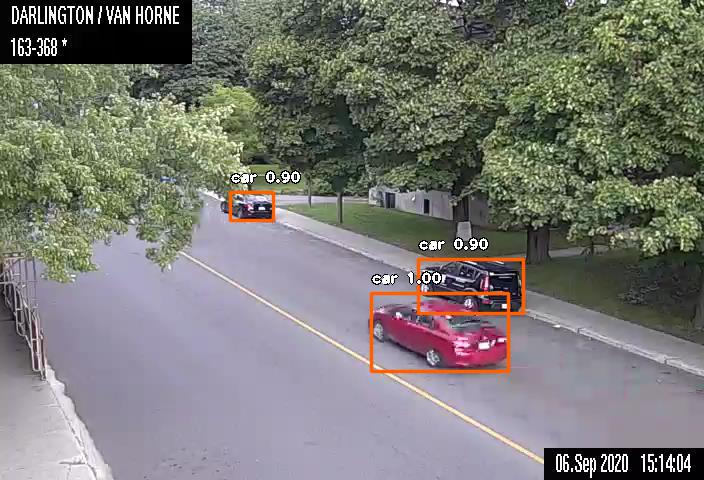 DARLINGTON / VAN HORNE
163-368 *
car 0.90
car 0.90
car 1.00
06.Sep 2020 15:14:04